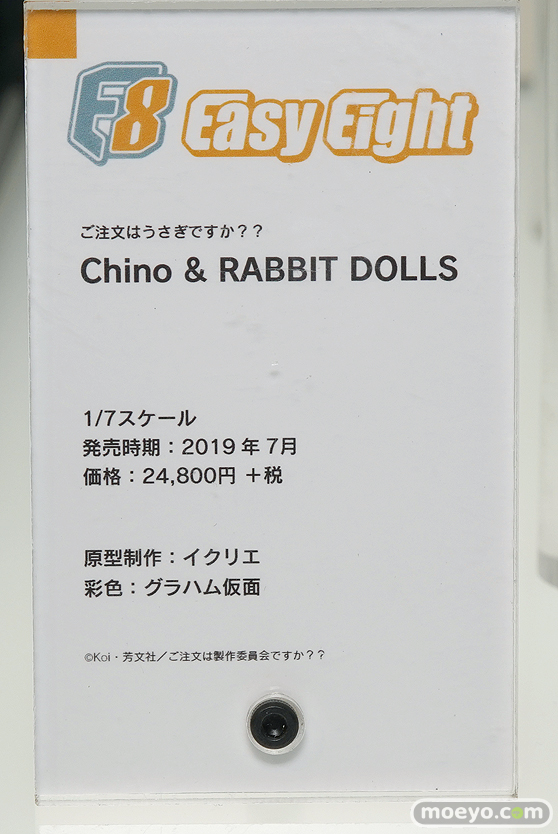 E8 Easy Eight
ご注文はうさぎですか？？
Chino & RABBIT DOLLS
1/7スケール
発売時期：2019年7月
価格：24,800円 ＋税
原型制作：イクリエ
彩色：グラハム仮面
©Koi・芳文社／ご注文は製作委員会ですか？？
moeyo.com